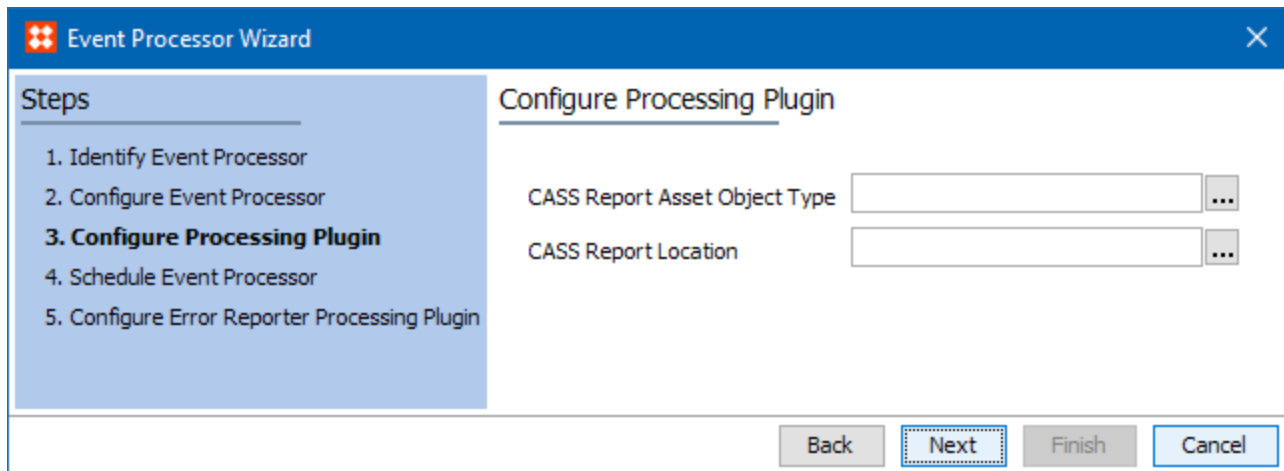 Event Processor Wizard
Steps
1. Identify Event Processor
2. Configure Event Processor
3. Configure Processing Plugin
4. Schedule Event Processor
5. Configure Error Reporter Processing Plugin
Configure Processing Plugin
CASS Report Asset Object Type
...
CASS Report Location
...
Back
Next
Finish
Cancel